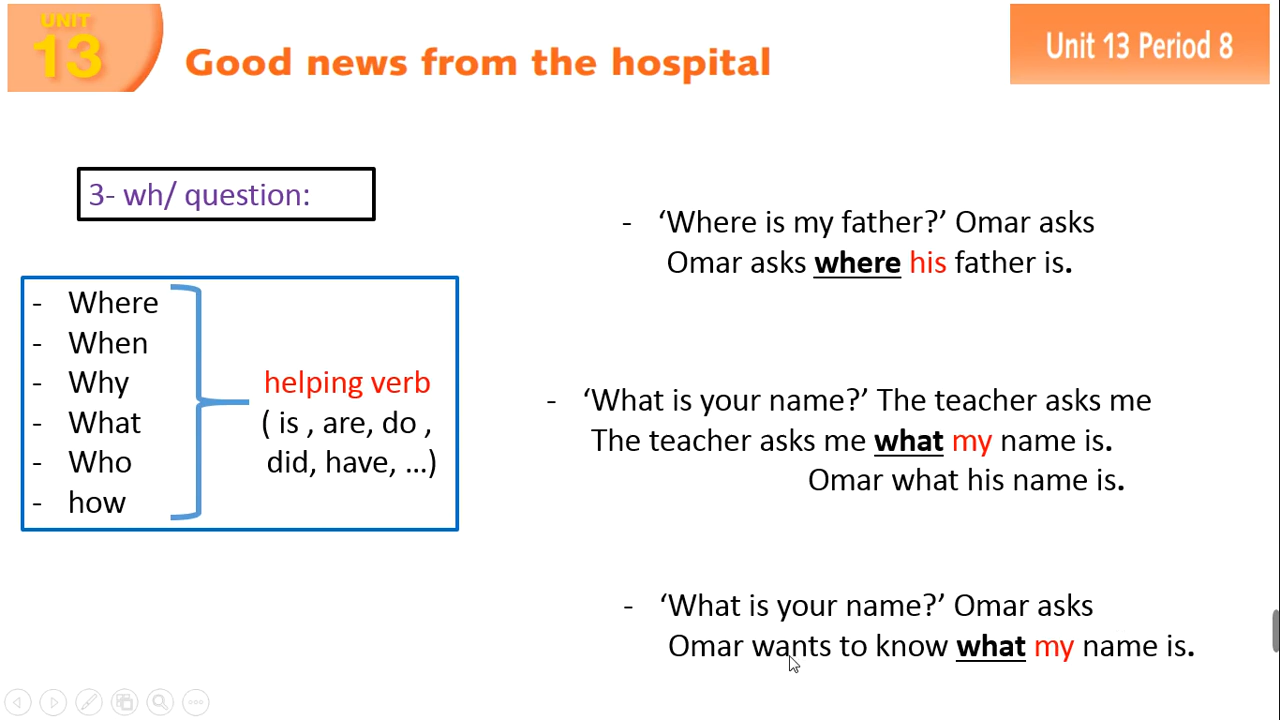 UNIT
13
Good news from the hospital
Unit 13 Period 8
3- wh/ question:
- Where
- When
- Why
- What
- Who
- how
helping verb
( is , are, do ,
did, have, ...)
- ‘Where is my father?’ Omar asks
Omar asks where his father is.
- ‘What is your name?’ The teacher asks me
The teacher asks me what my name is.
Omar what his name is.
- ‘What is your name?’ Omar asks
Omar wants to know what my name is.